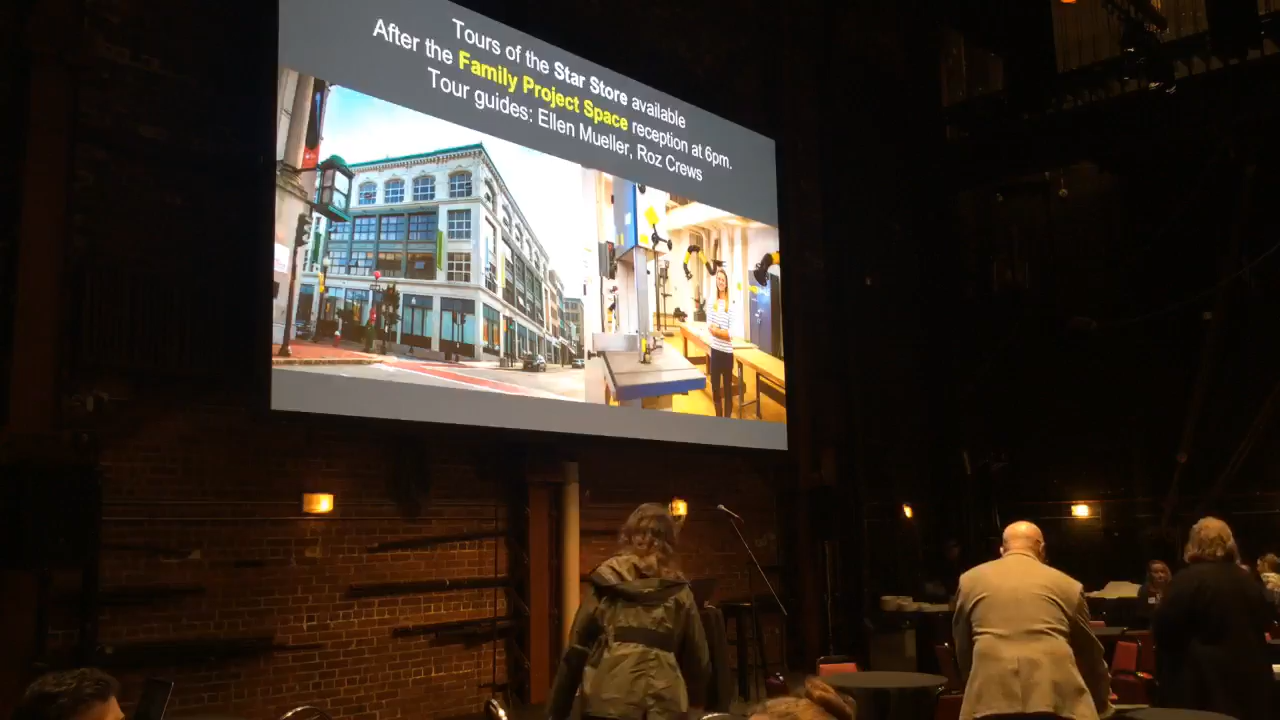 Tours of the Star Store available
After the Family Project Space reception at 6pm.
Tour guides: Ellen Mueller, Roz Crews